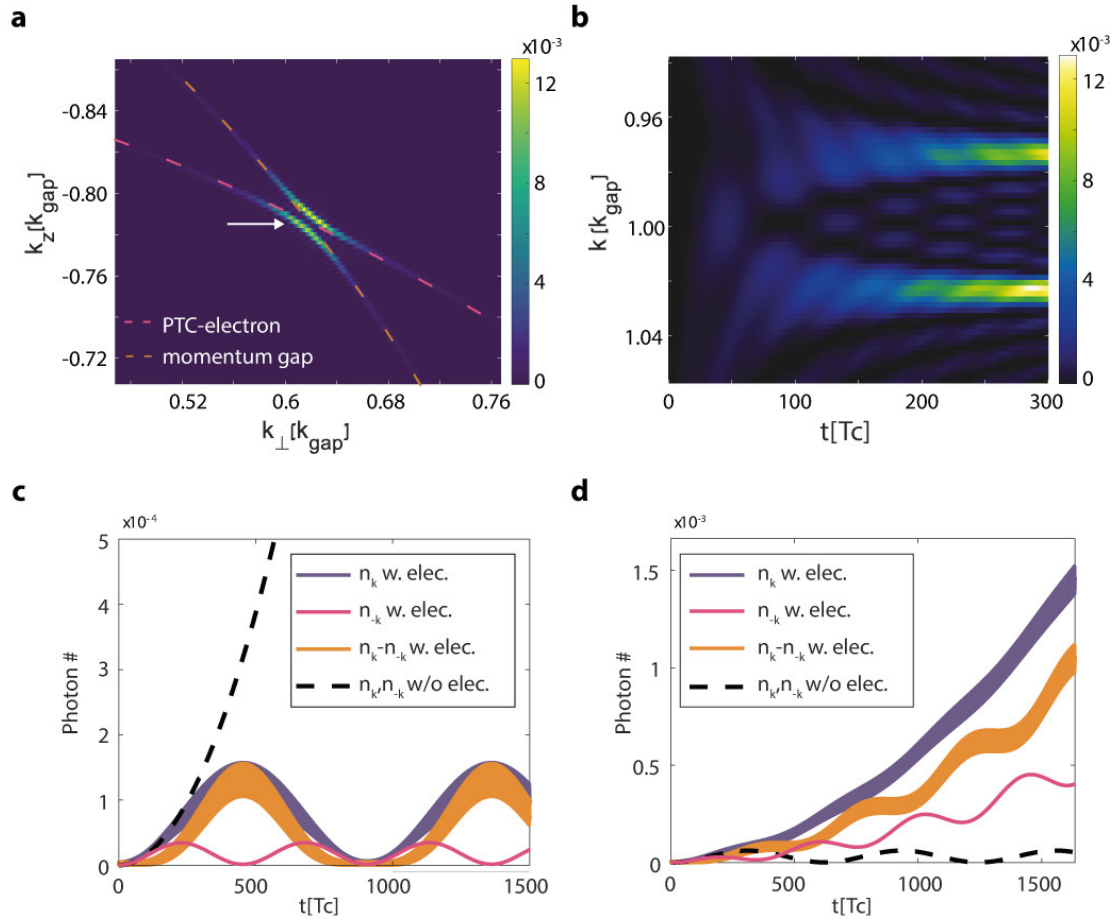 a
x10⁻³
-0.84
-0.80
-0.76
-0.72
k_z[k_gap]
PTC-electron
momentum gap
0.52
0.6
0.68
0.76
k_⊥[k_gap]
12
8
4
0
b
x10⁻³
0.96
1.00
1.04
k [k_gap]
0
100
200
300
t[Tc]
12
8
4
0
c
x10⁻⁴
5
4
3
2
1
0
Photon #
n_k w. elec.
n_-k w. elec.
n_k-n_-k w. elec.
n_k,n_-k w/o elec.
0
500
1000
1500
t[Tc]
d
x10⁻³
1.5
1
0.5
0
Photon #
n_k w. elec.
n_-k w. elec.
n_k-n_-k w. elec.
n_k,n_-k w/o elec.
0
500
1000
1500
t[Tc]